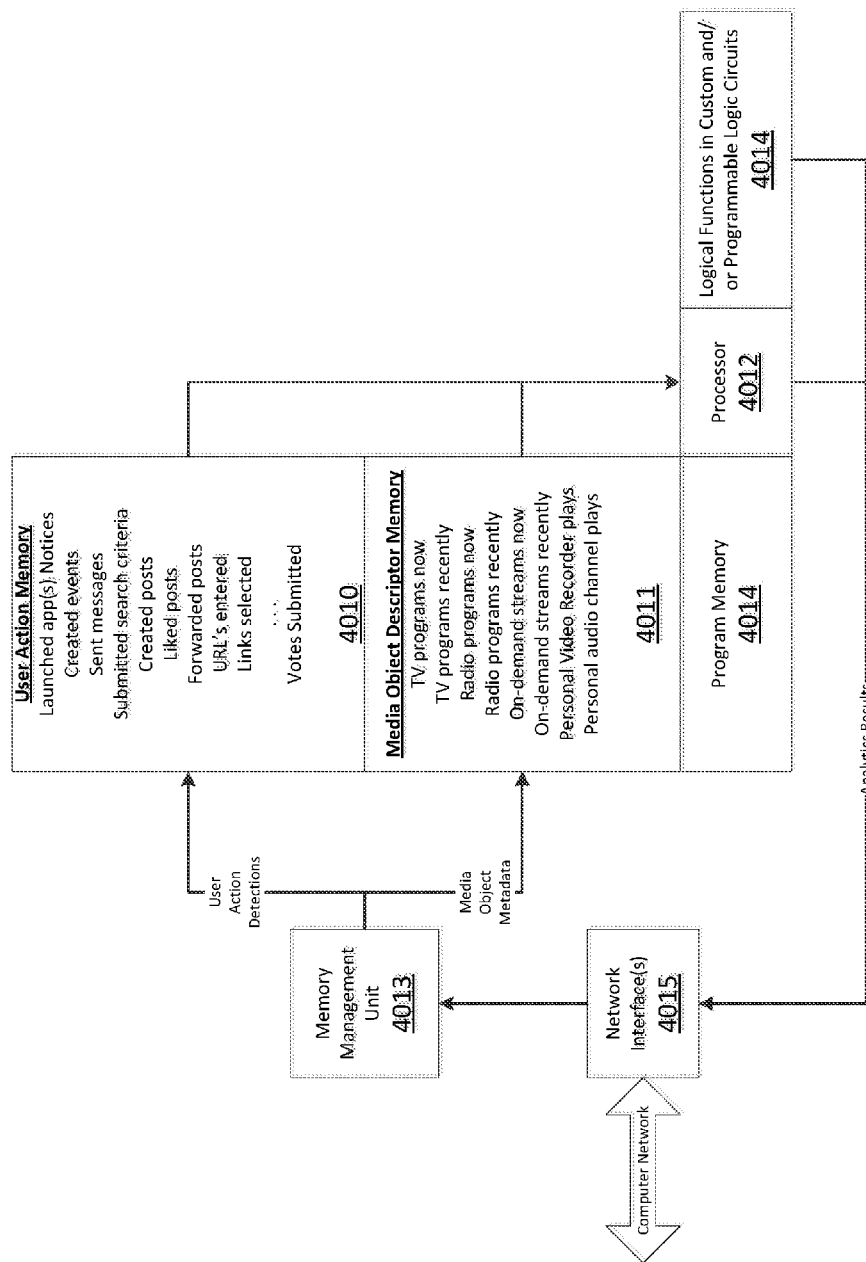 User Action Memory
Launched app(s) Notices
Created events
Sent messages
Submitted search criteria
Created posts
Liked posts
Forwarded posts
URL's entered
Links selected
. . .
Votes Submitted
4010
Media Object Descriptor Memory
TV programs now
TV programs recently
Radio programs now
Radio programs recently
On-demand streams now
On-demand streams recently
Personal Video Recorder plays
Personal audio channel plays
4011
Program Memory
4014
Processor
4012
Logical Functions in Custom and/
or Programmable Logic Circuits
4014
User
Action
Detections
Media
Object
Metadata
Memory
Management
Unit
4013
Network
Interface(s)
4015
Computer Network
Analytics Results